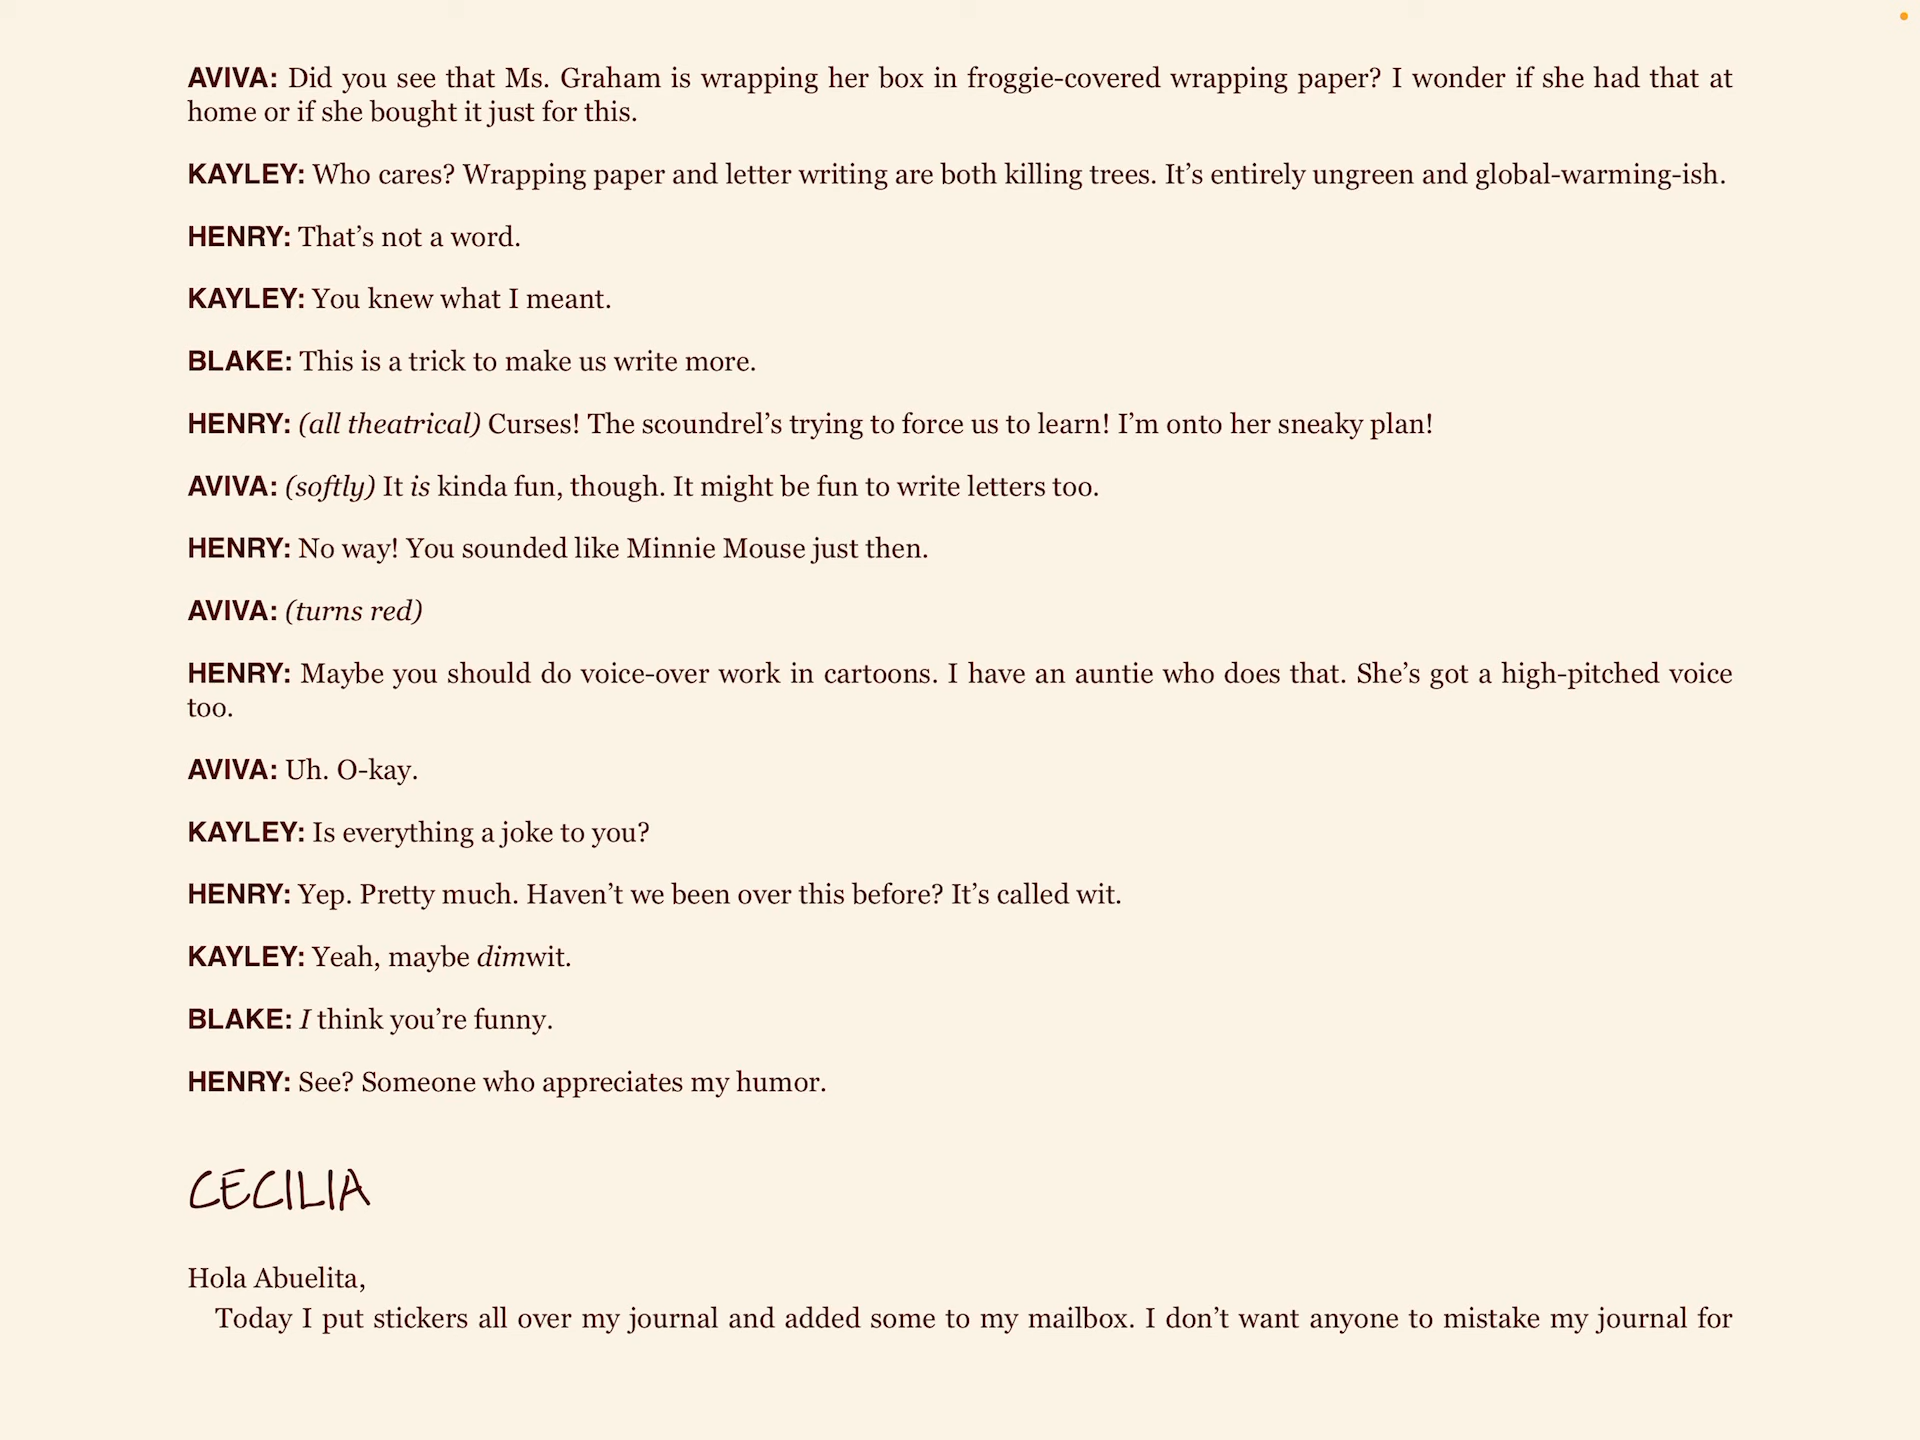 AVIVA: Did you see that Ms. Graham is wrapping her box in froggie-covered wrapping paper? I wonder if she had that at
home or if she bought it just for this.
KAYLEY: Who cares? Wrapping paper and letter writing are both killing trees. It’s entirely ungreen and global-warming-ish.
HENRY: That’s not a word.
KAYLEY: You knew what I meant.
BLAKE: This is a trick to make us write more.
HENRY: (all theatrical) Curses! The scoundrel’s trying to force us to learn! I’m onto her sneaky plan!
AVIVA: (softly) It is kinda fun, though. It might be fun to write letters too.
HENRY: No way! You sounded like Minnie Mouse just then.
AVIVA: (turns red)
HENRY: Maybe you should do voice-over work in cartoons. I have an auntie who does that. She’s got a high-pitched voice
too.
AVIVA: Uh. O-kay.
KAYLEY: Is everything a joke to you?
HENRY: Yep. Pretty much. Haven’t we been over this before? It’s called wit.
KAYLEY: Yeah, maybe dimwit.
BLAKE: I think you’re funny.
HENRY: See? Someone who appreciates my humor.
CECILIA
Hola Abuelita,
Today I put stickers all over my journal and added some to my mailbox. I don’t want anyone to mistake my journal for